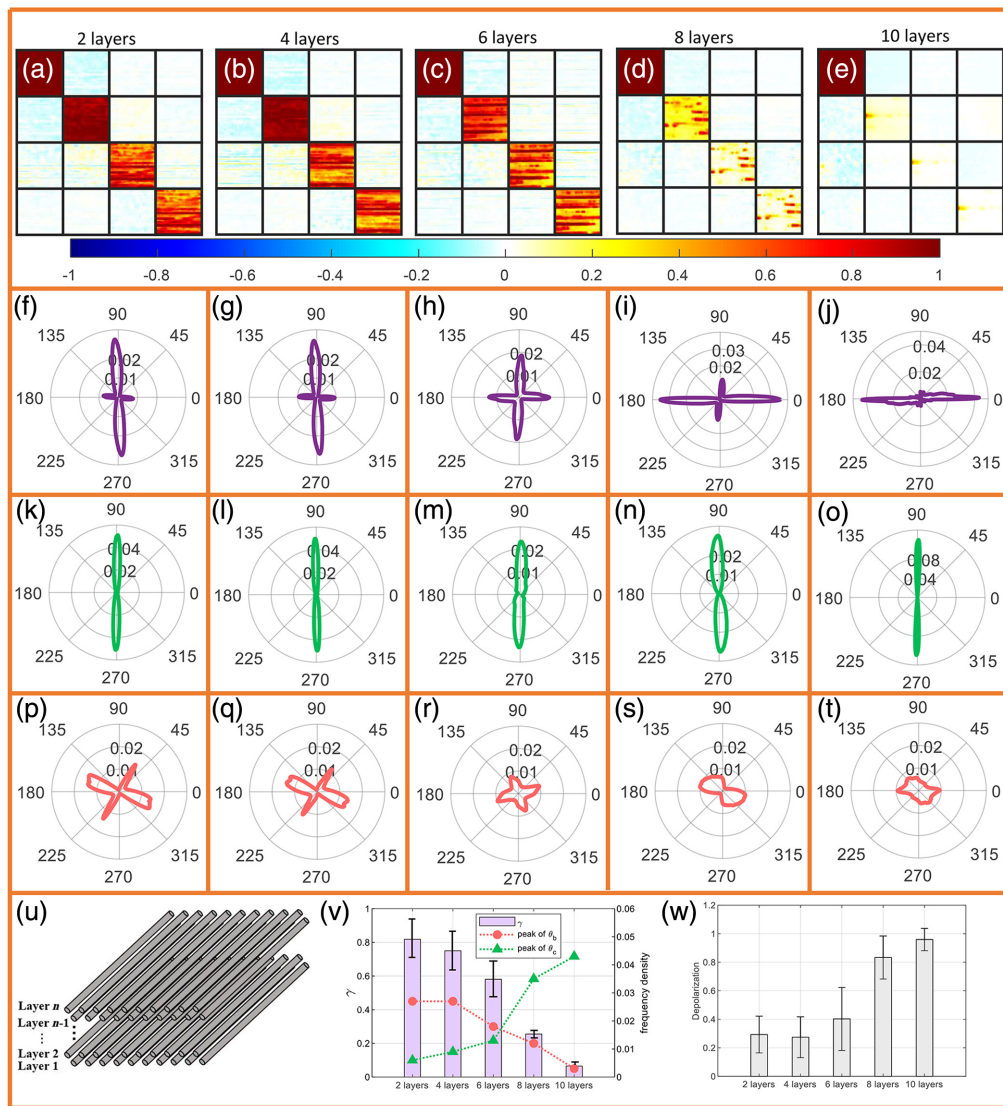 2 layers 4 layers 6 layers 8 layers 10 layers
(a) (b) (c) (d) (e)
-1 -0.8 -0.6 -0.4 -0.2 0 0.2 0.4 0.6 0.8 1
(f) (g) (h) (i) (j)
90 90 90 90 90
135 45 135 45 135 45 135 45 135 45
0.02 0.02 0.02 0.03 0.04
0.01 0.01 0.01 0.02 0.02
180 0 180 0 180 0 180 0 180 0
225 315 225 315 225 315 225 315 225 315
270 270 270 270 270
(k) (l) (m) (n) (o)
90 90 90 90 90
135 45 135 45 135 45 135 45 135 45
0.04 0.04 0.02 0.02 0.08
0.02 0.02 0.01 0.01 0.04
180 0 180 0 180 0 180 0 180 0
225 315 225 315 225 315 225 315 225 315
270 270 270 270 270
(p) (q) (r) (s) (t)
90 90 90 90 90
135 45 135 45 135 45 135 45 135 45
0.02 0.02 0.02 0.02 0.02
0.01 0.01 0.01 0.01 0.01
180 0 180 0 180 0 180 0 180 0
225 315 225 315 225 315 225 315 225 315
270 270 270 270 270
(u)
Layer n
Layer n-1
Layer 2
Layer 1
(v)
γ
peak of θb
peak of θc
1
0.8
0.6
0.4
0.2
0
γ
0.06
0.05
0.04
0.03
0.02
0.01
0.00
frequency density
2 layers 4 layers 6 layers 8 layers 10 layers
(w)
1.2
1
0.8
0.6
0.4
0.2
0
Depolarization
2 layers 4 layers 6 layers 8 layers 10 layers